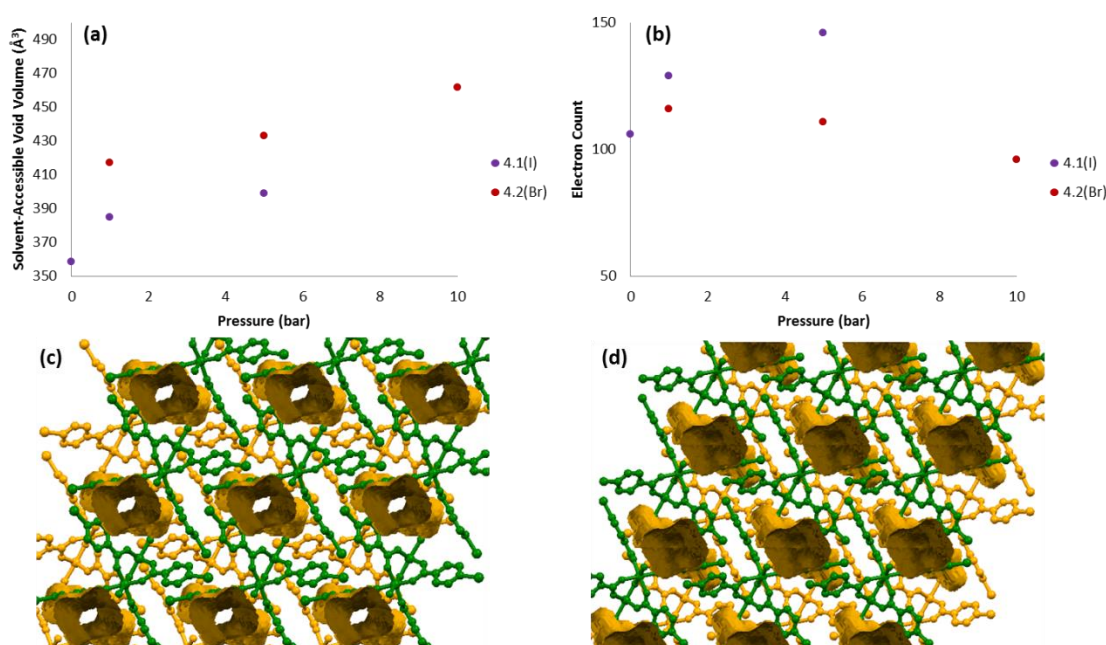 (a)
Solvent-Accessible Void Volume (Å³)
490
470
450
430
410
390
370
350
0
2
4
6
8
10
Pressure (bar)
4.1(I)
4.2(Br)
(b)
Electron Count
150
100
50
0
2
4
6
8
10
Pressure (bar)
4.1(I)
4.2(Br)
(c)
(d)